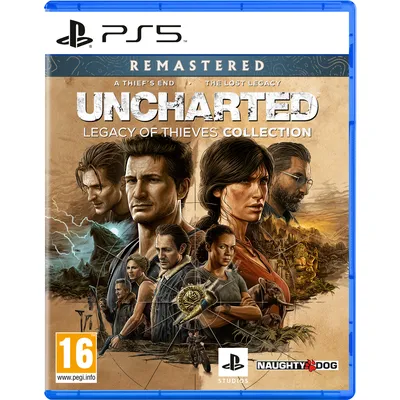 PS5
REMASTERED
A THIEF'S END · THE LOST LEGACY
UNCHARTED
LEGACY OF THIEVES COLLECTION
16
www.pegi.info
PlayStation
STUDIOS
NAUGHTY DOG